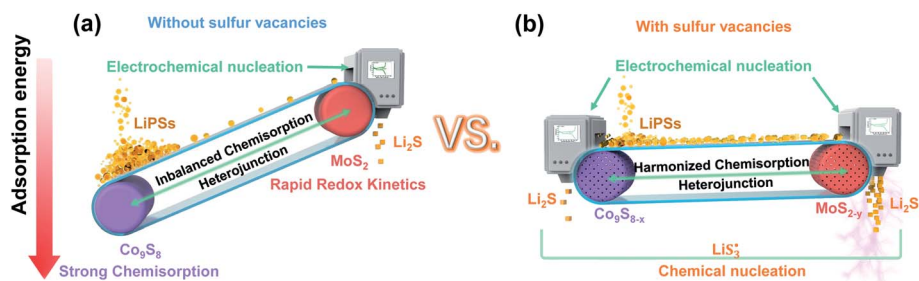 (a)
Without sulfur vacancies
Adsorption energy
Electrochemical nucleation
LiPSs
Inbalanced Chemisorption
Heterojunction
Li₂S
MoS₂
Rapid Redox Kinetics
Co₉S₈
Strong Chemisorption
VS.
(b)
With sulfur vacancies
Electrochemical nucleation
LiPSs
Harmonized Chemisorption
Heterojunction
Li₂S
Co₉S₈₋ₓ
MoS₂₋ᵧ
Li₂S
LiS₃•
Chemical nucleation